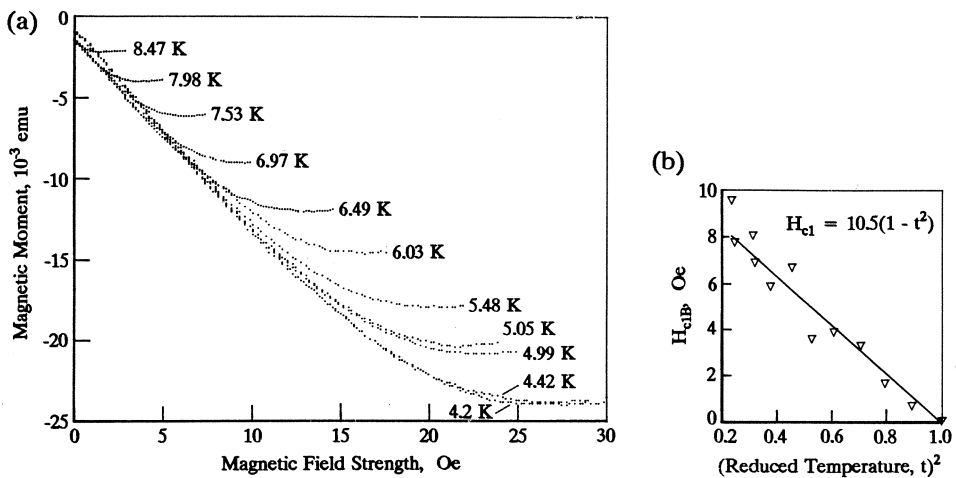 (a)
Magnetic Moment, 10⁻³ emu
0
-5
-10
-15
-20
-25
8.47 K
7.98 K
7.53 K
6.97 K
6.49 K
6.03 K
5.48 K
5.05 K
4.99 K
4.42 K
4.2 K
0 5 10 15 20 25 30
Magnetic Field Strength, Oe
(b)
H_c1B, Oe
10
8
6
4
2
0
H_c1 = 10.5(1 - t²)
0.2 0.4 0.6 0.8 1.0
(Reduced Temperature, t)²